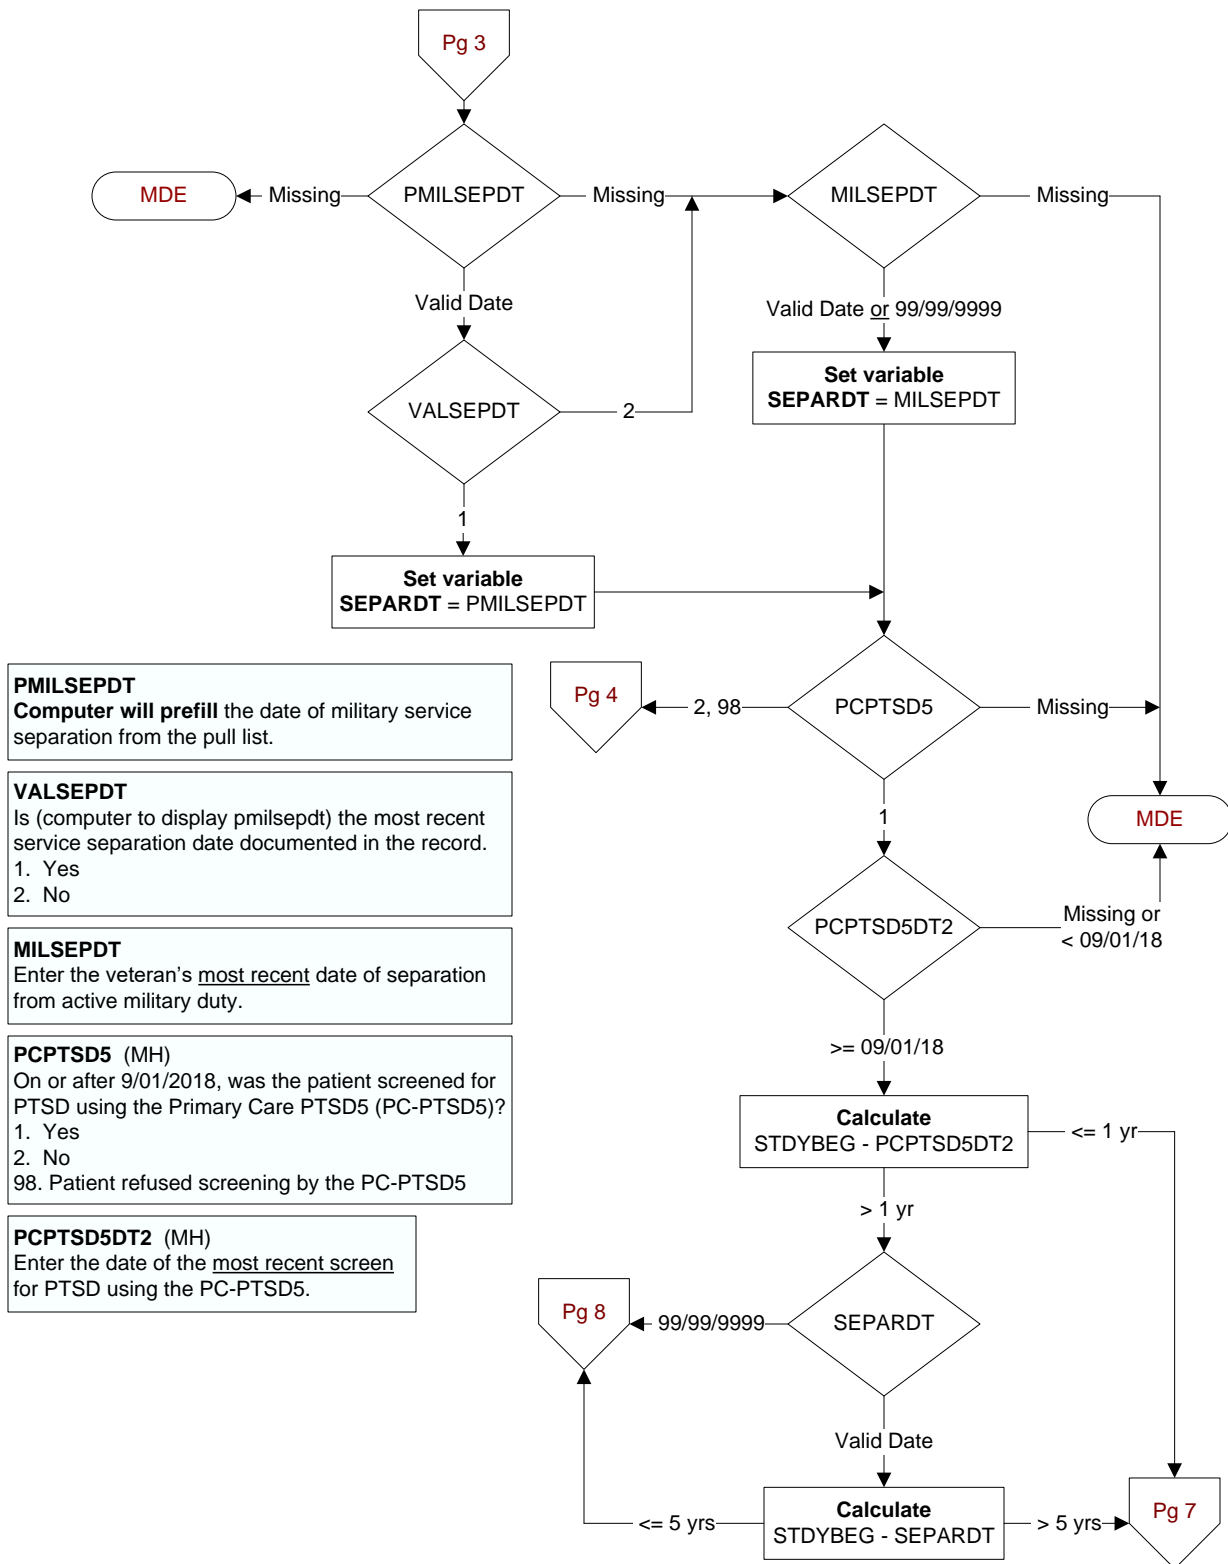 Pg 3
MDE
Missing
PMILSEPDT
Missing
MILSEPDT
Missing
Valid Date
Valid Date or 99/99/9999
Set variable
SEPARDT = MILSEPDT
VALSEPDT
2
1
Set variable
SEPARDT = PMILSEPDT
Pg 4
2, 98
PCPTSD5
Missing
MDE
1
PCPTSD5DT2
Missing or
< 09/01/18
>= 09/01/18
Calculate
STDYBEG - PCPTSD5DT2
<= 1 yr
> 1 yr
Pg 8
99/99/9999
SEPARDT
Valid Date
<= 5 yrs
Calculate
STDYBEG - SEPARDT
> 5 yrs
Pg 7
PMILSEPDT
Computer will prefill the date of military service
separation from the pull list.
VALSEPDT
Is (computer to display pmilsepdt) the most recent
service separation date documented in the record.
1. Yes
2. No
MILSEPDT
Enter the veteran's most recent date of separation
from active military duty.
PCPTSD5 (MH)
On or after 9/01/2018, was the patient screened for
PTSD using the Primary Care PTSD5 (PC-PTSD5)?
1. Yes
2. No
98. Patient refused screening by the PC-PTSD5
PCPTSD5DT2 (MH)
Enter the date of the most recent screen
for PTSD using the PC-PTSD5.